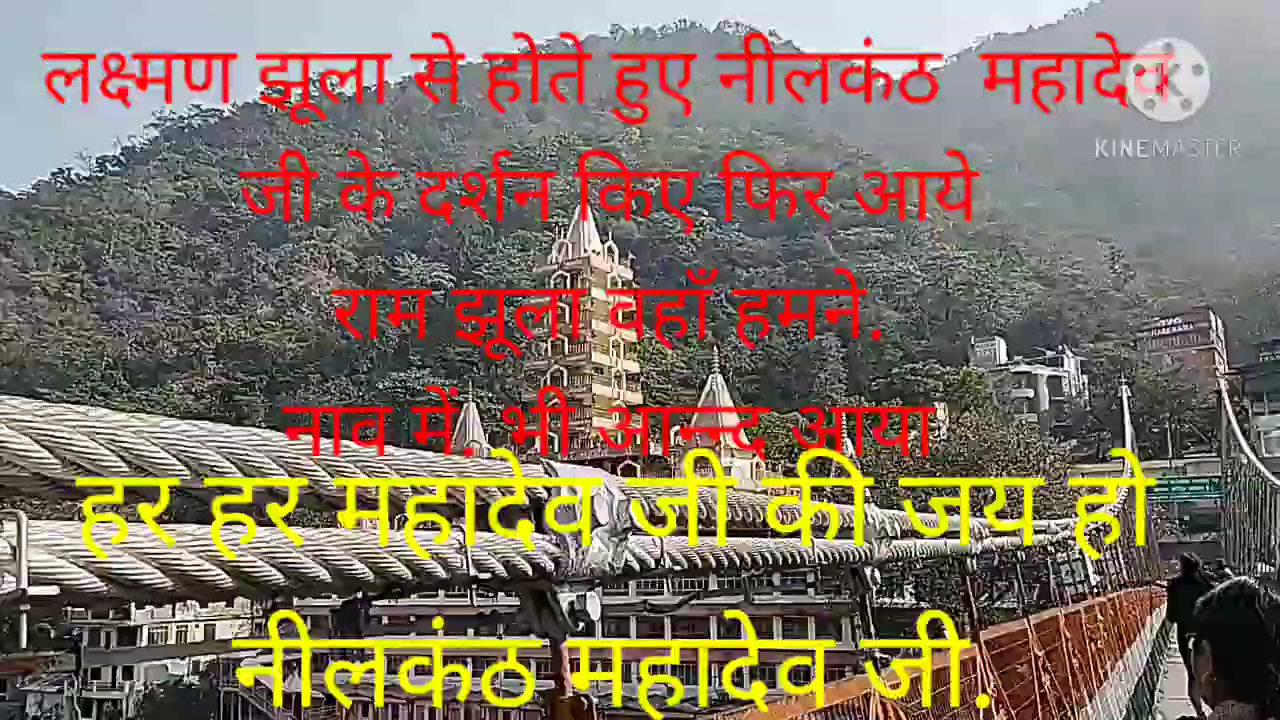 लक्ष्मण झूला से होते हुए नीलकंठ महादेव
जी के दर्शन किए फिर आये
राम झूला वहाँ हमने.
नाव में. भी आनन्द आया
हर हर महादेव जी की जय हो
नीलकंठ महादेव जी.
KINEMASTER